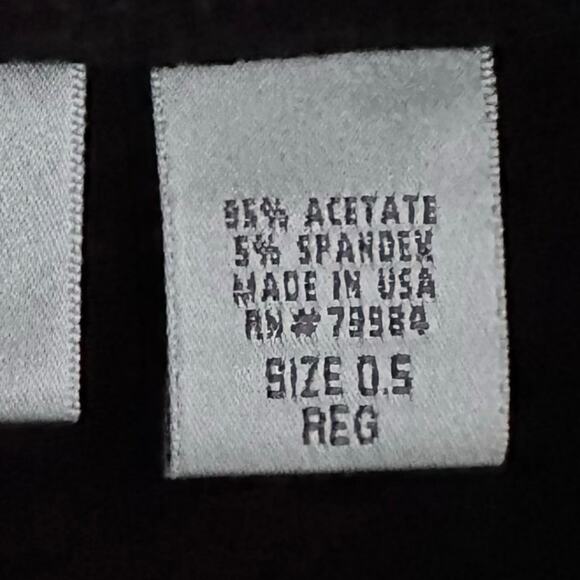 95% ACETATE
5% SPANDEX
MADE IN USA
RN#79984
SIZE 0.5
REG